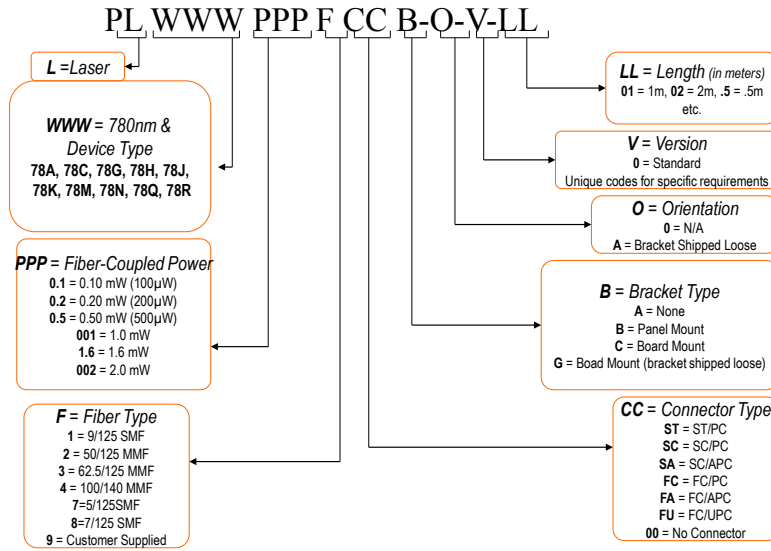 PL WWW PPP F CC B-O-V-LL
L =Laser
WWW = 780nm &
Device Type
78A, 78C, 78G, 78H, 78J,
78K, 78M, 78N, 78Q, 78R
PPP = Fiber-Coupled Power
0.1 = 0.10 mW (100µW)
0.2 = 0.20 mW (200µW)
0.5 = 0.50 mW (500µW)
001 = 1.0 mW
1.6 = 1.6 mW
002 = 2.0 mW
F = Fiber Type
1 = 9/125 SMF
2 = 50/125 MMF
3 = 62.5/125 MMF
4 = 100/140 MMF
7=5/125SMF
8=7/125 SMF
9 = Customer Supplied
LL = Length (in meters)
01 = 1m, 02 = 2m, .5 = .5m
etc.
V = Version
0 = Standard
Unique codes for specific requirements
O = Orientation
0 = N/A
A = Bracket Shipped Loose
B = Bracket Type
A = None
B = Panel Mount
C = Board Mount
G = Boad Mount (bracket shipped loose)
CC = Connector Type
ST = ST/PC
SC = SC/PC
SA = SC/APC
FC = FC/PC
FA = FC/APC
FU = FC/UPC
00 = No Connector